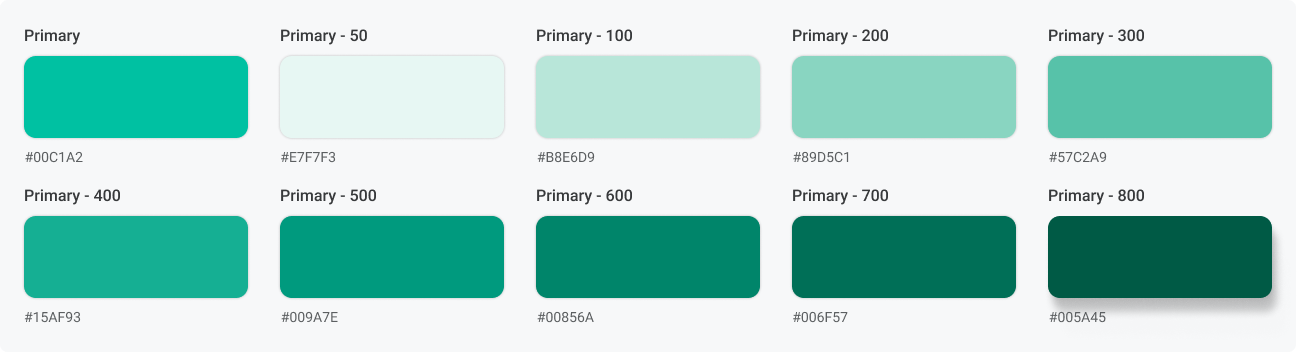 Primary
Primary - 50
Primary - 100
Primary - 200
Primary - 300
#00C1A2
#E7F7F3
#B8E6D9
#89D5C1
#57C2A9
Primary - 400
Primary - 500
Primary - 600
Primary - 700
Primary - 800
#15AF93
#009A7E
#00856A
#006F57
#005A45